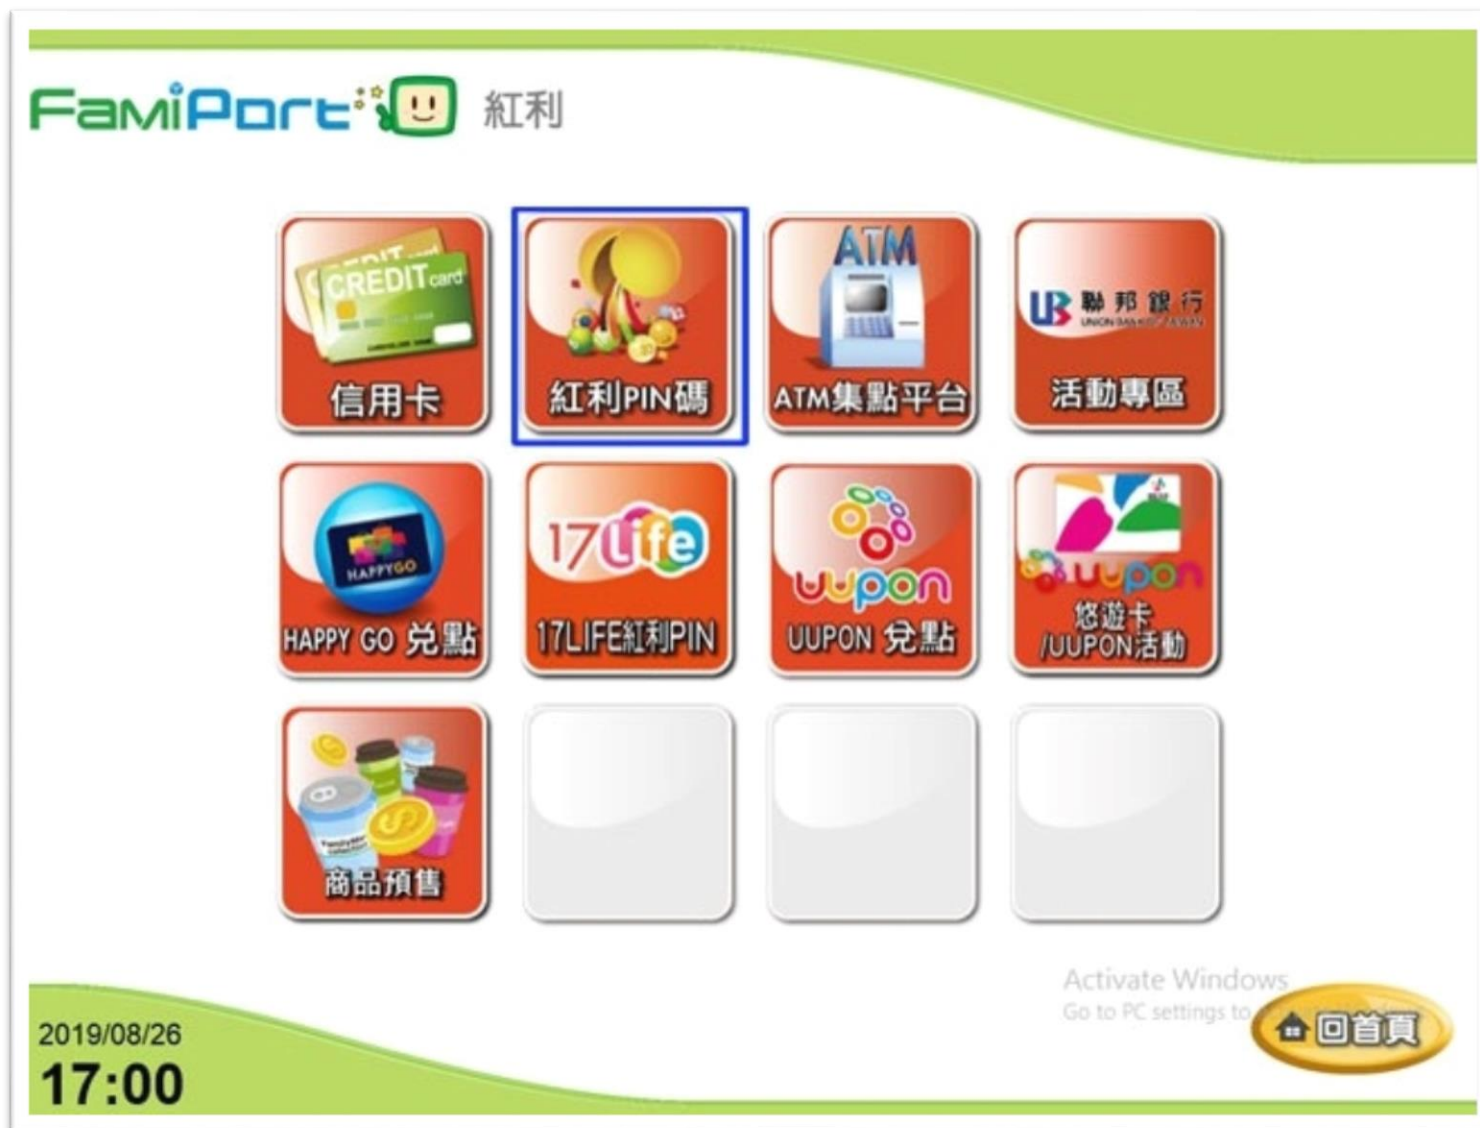 FamiPort 紅利
CREDIT card
信用卡
紅利PIN碼
ATM
ATM集點平台
UB 聯邦銀行
UNION BANK OF TAIWAN
活動專區
HAPPYGO
HAPPY GO 兌點
17Life
17LIFE紅利PIN
uupon
UUPON 兌點
uupon
悠遊卡
/UUPON活動
商品預售
Activate Windows
Go to PC settings to
回首頁
2019/08/26
17:00